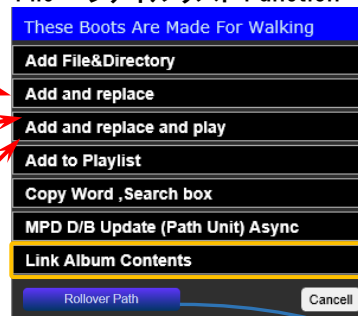 These Boots Are Made For Walking
Add File&Directory
Add and replace
Add and replace and play
Add to Playlist
Copy Word ,Search box
MPD D/B Update (Path Unit) Async
Link Album Contents
Rollover Path
Cancell